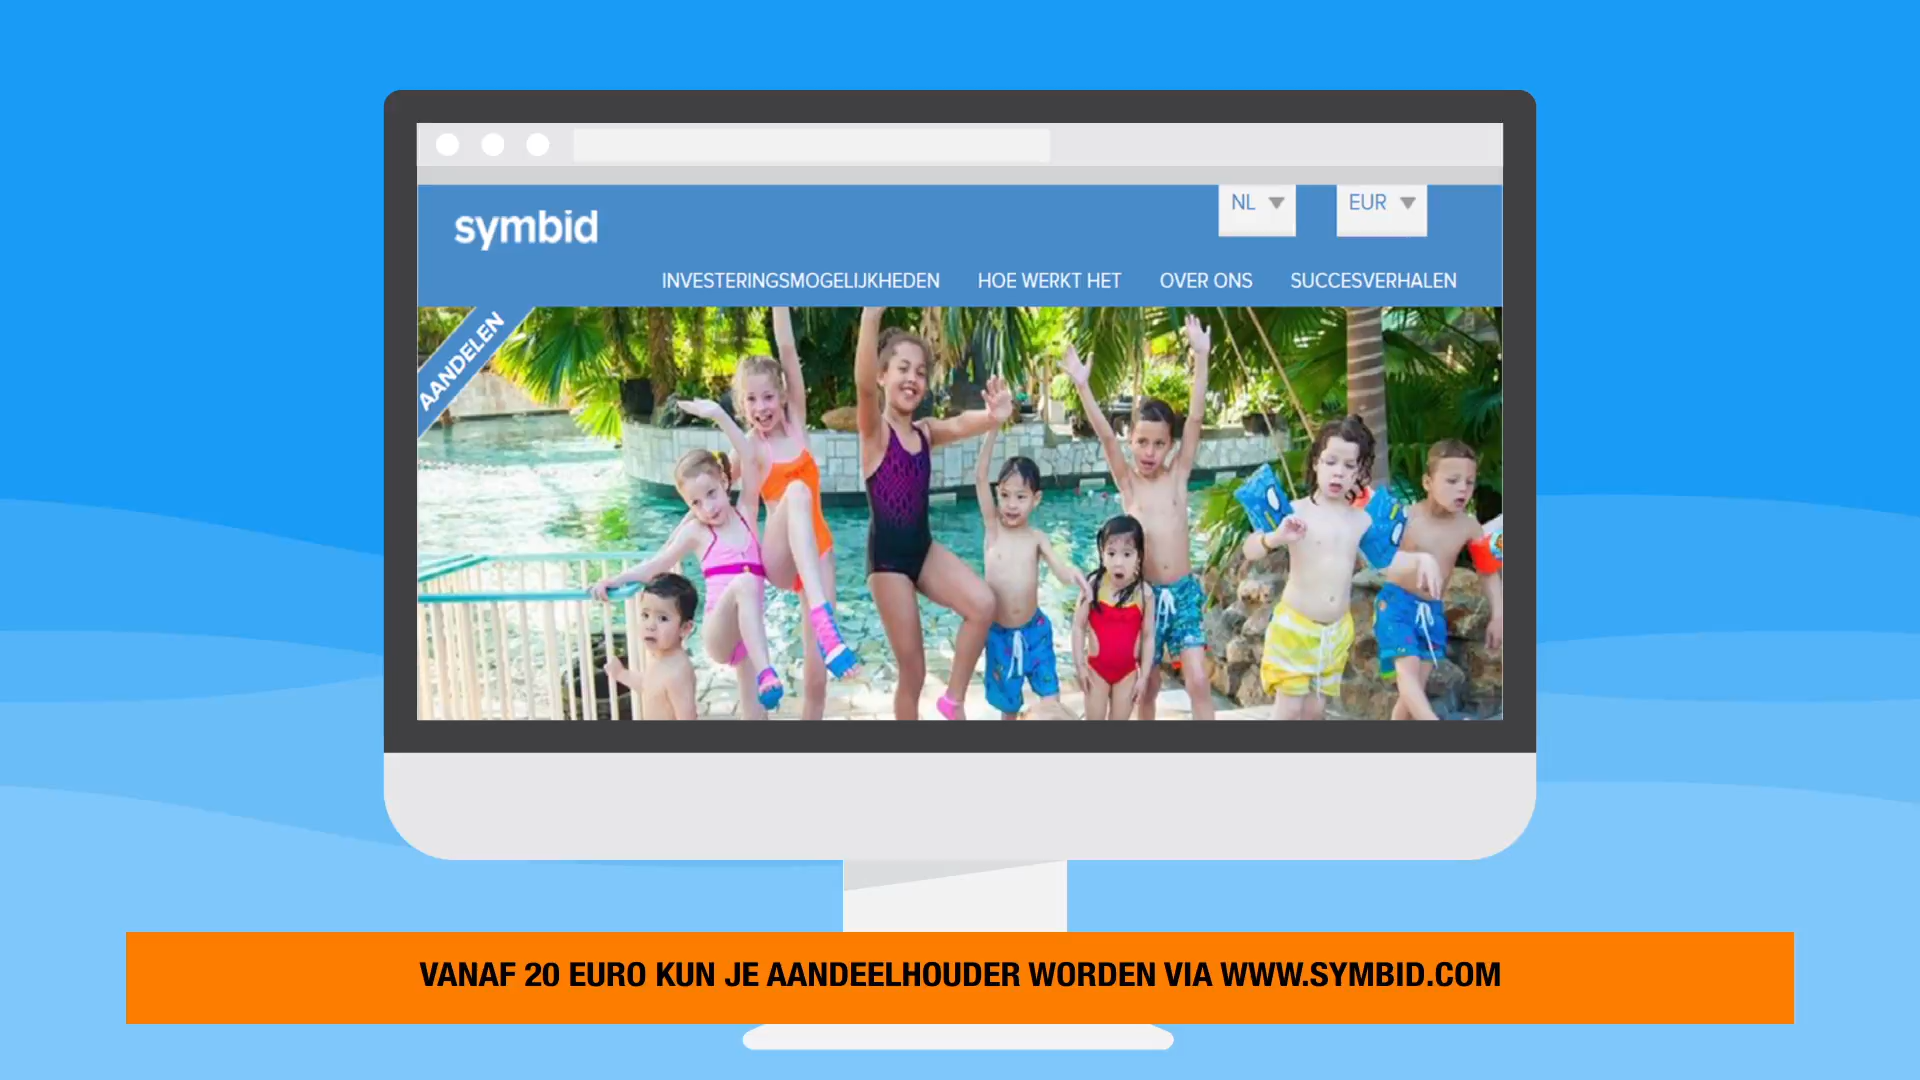 symbid
NL
EUR
INVESTERINGSMOGELIJKHEDEN HOE WERKT HET OVER ONS SUCCESVERHALEN
AANDELEN
VANAF 20 EURO KUN JE AANDEELHOUDER WORDEN VIA WWW.SYMBID.COM